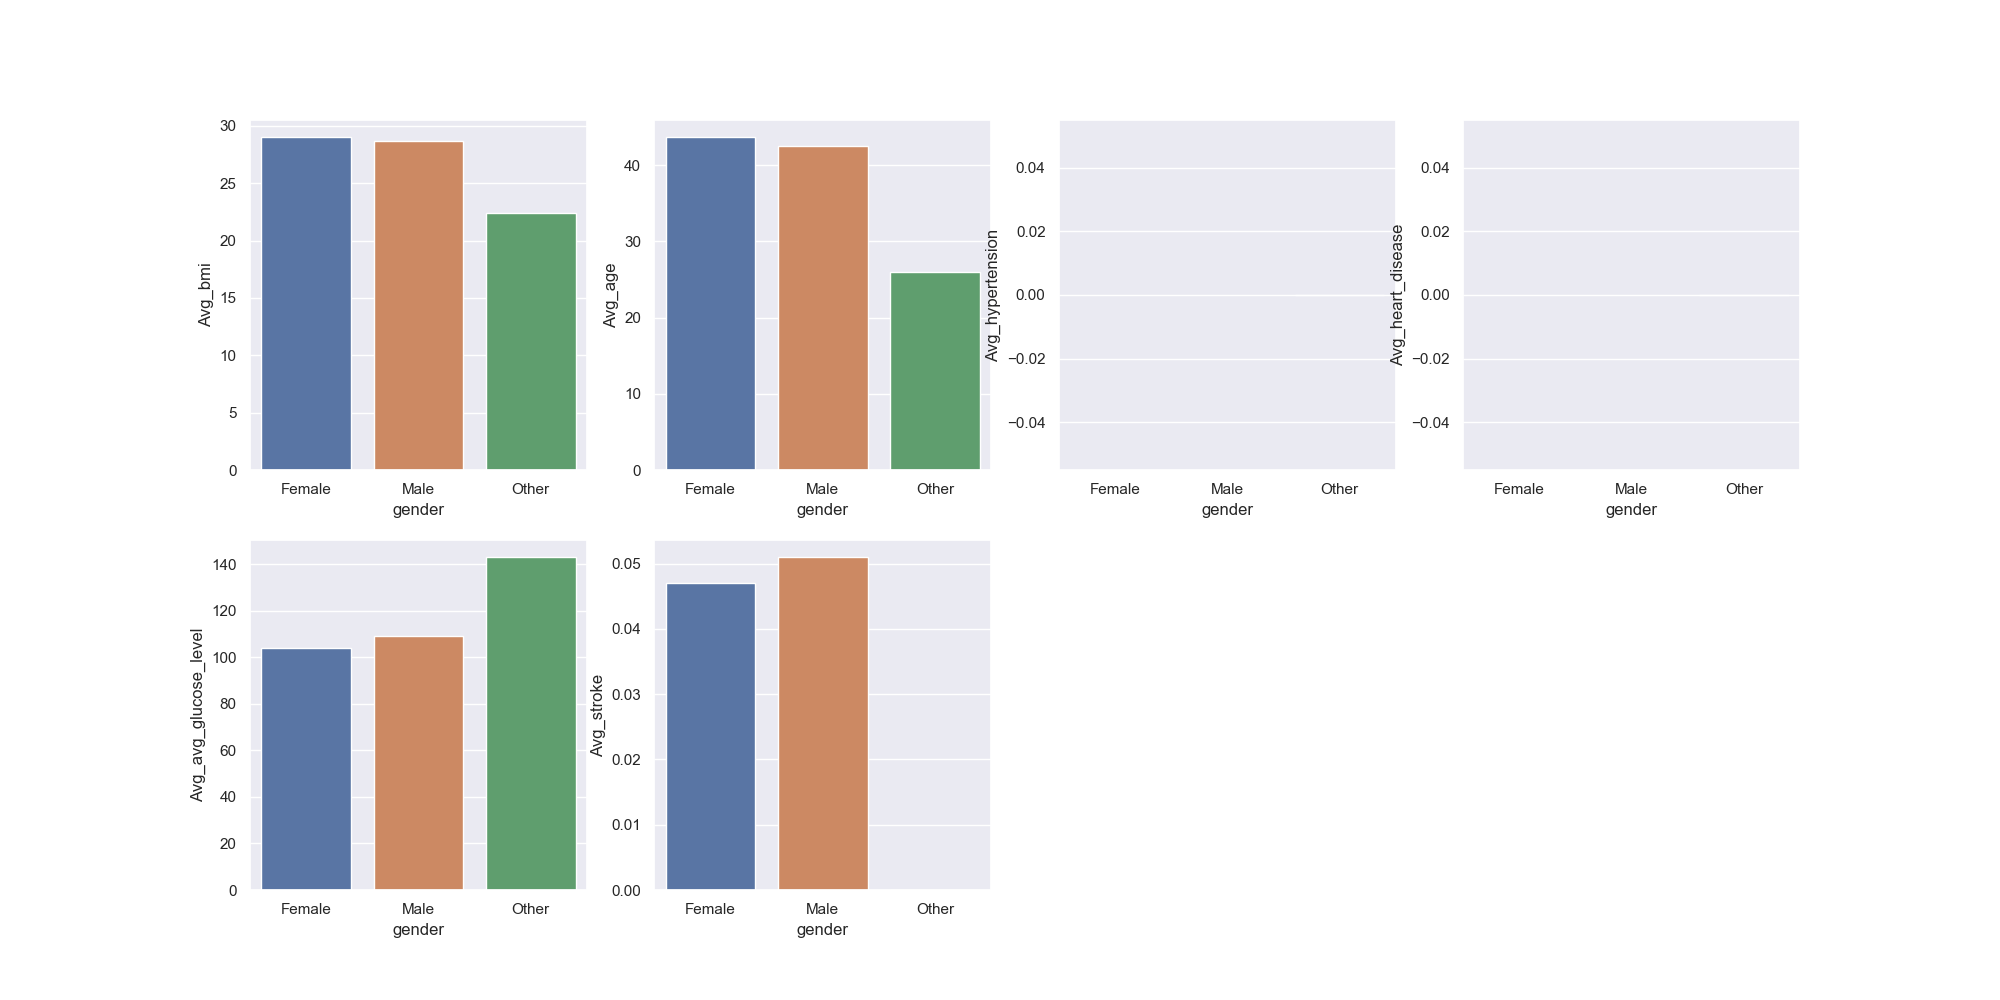 30
25
20
15
10
5
0
Avg_bmi
Female Male Other
gender
40
30
20
10
0
Avg_age
Female Male Other
gender
0.04
0.02
0.00
−0.02
−0.04
Avg_hypertension
Female Male Other
gender
0.04
0.02
0.00
−0.02
−0.04
Avg_heart_disease
Female Male Other
gender
140
120
100
80
60
40
20
0
Avg_avg_glucose_level
Female Male Other
gender
0.05
0.04
0.03
0.02
0.01
0.00
Avg_stroke
Female Male Other
gender